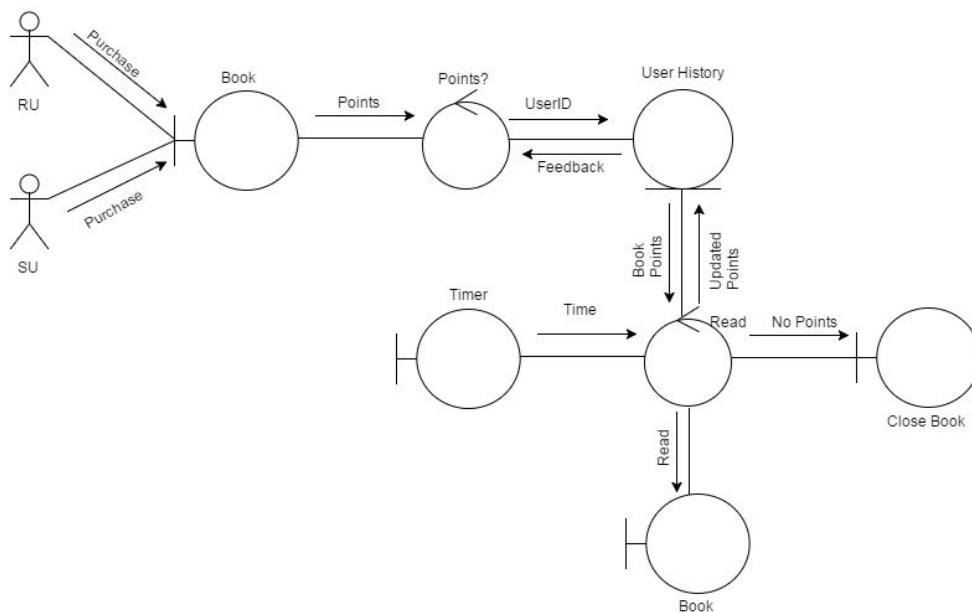 Purchase
RU
Book
Points
Points?
UserID
User History
Feedback
Purchase
SU
Book
Points
Updated
Points
Timer
Time
Read
No Points
Close Book
Read
Book